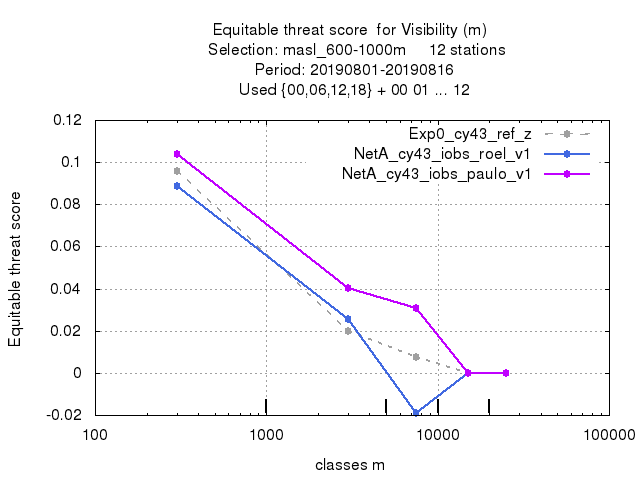 Equitable threat score  for Visibility (m)
Selection: masl_600-1000m     12 stations
Period: 20190801-20190816
Used {00,06,12,18} + 00 01 ... 12
Exp0_cy43_ref_z
NetA_cy43_iobs_roel_v1
NetA_cy43_iobs_paulo_v1
Equitable threat score
0.12
0.1
0.08
0.06
0.04
0.02
0
-0.02
100 1000 10000 100000
classes m